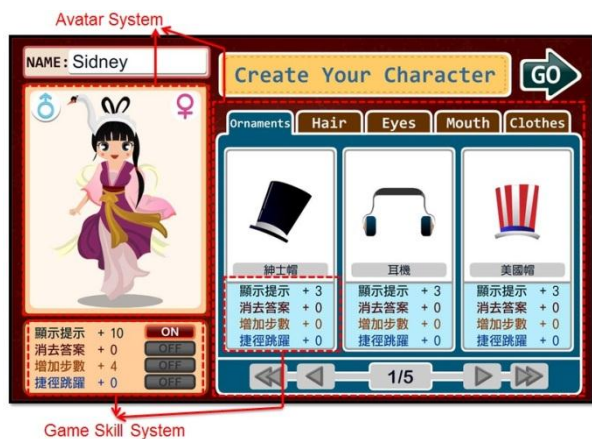 Avatar System
NAME: Sidney
Create Your Character
GO
Ornaments Hair Eyes Mouth Clothes
紳士帽
顯示提示 + 3
消去答案 + 0
增加步數 + 0
捷徑跳躍 + 0
耳機
顯示提示 + 3
消去答案 + 0
增加步數 + 0
捷徑跳躍 + 0
美國帽
顯示提示 + 3
消去答案 + 0
增加步數 + 0
捷徑跳躍 + 0
顯示提示 + 10 ON
消去答案 + 0 OFF
增加步數 + 4 OFF
捷徑跳躍 + 0 OFF
1/5
Game Skill System